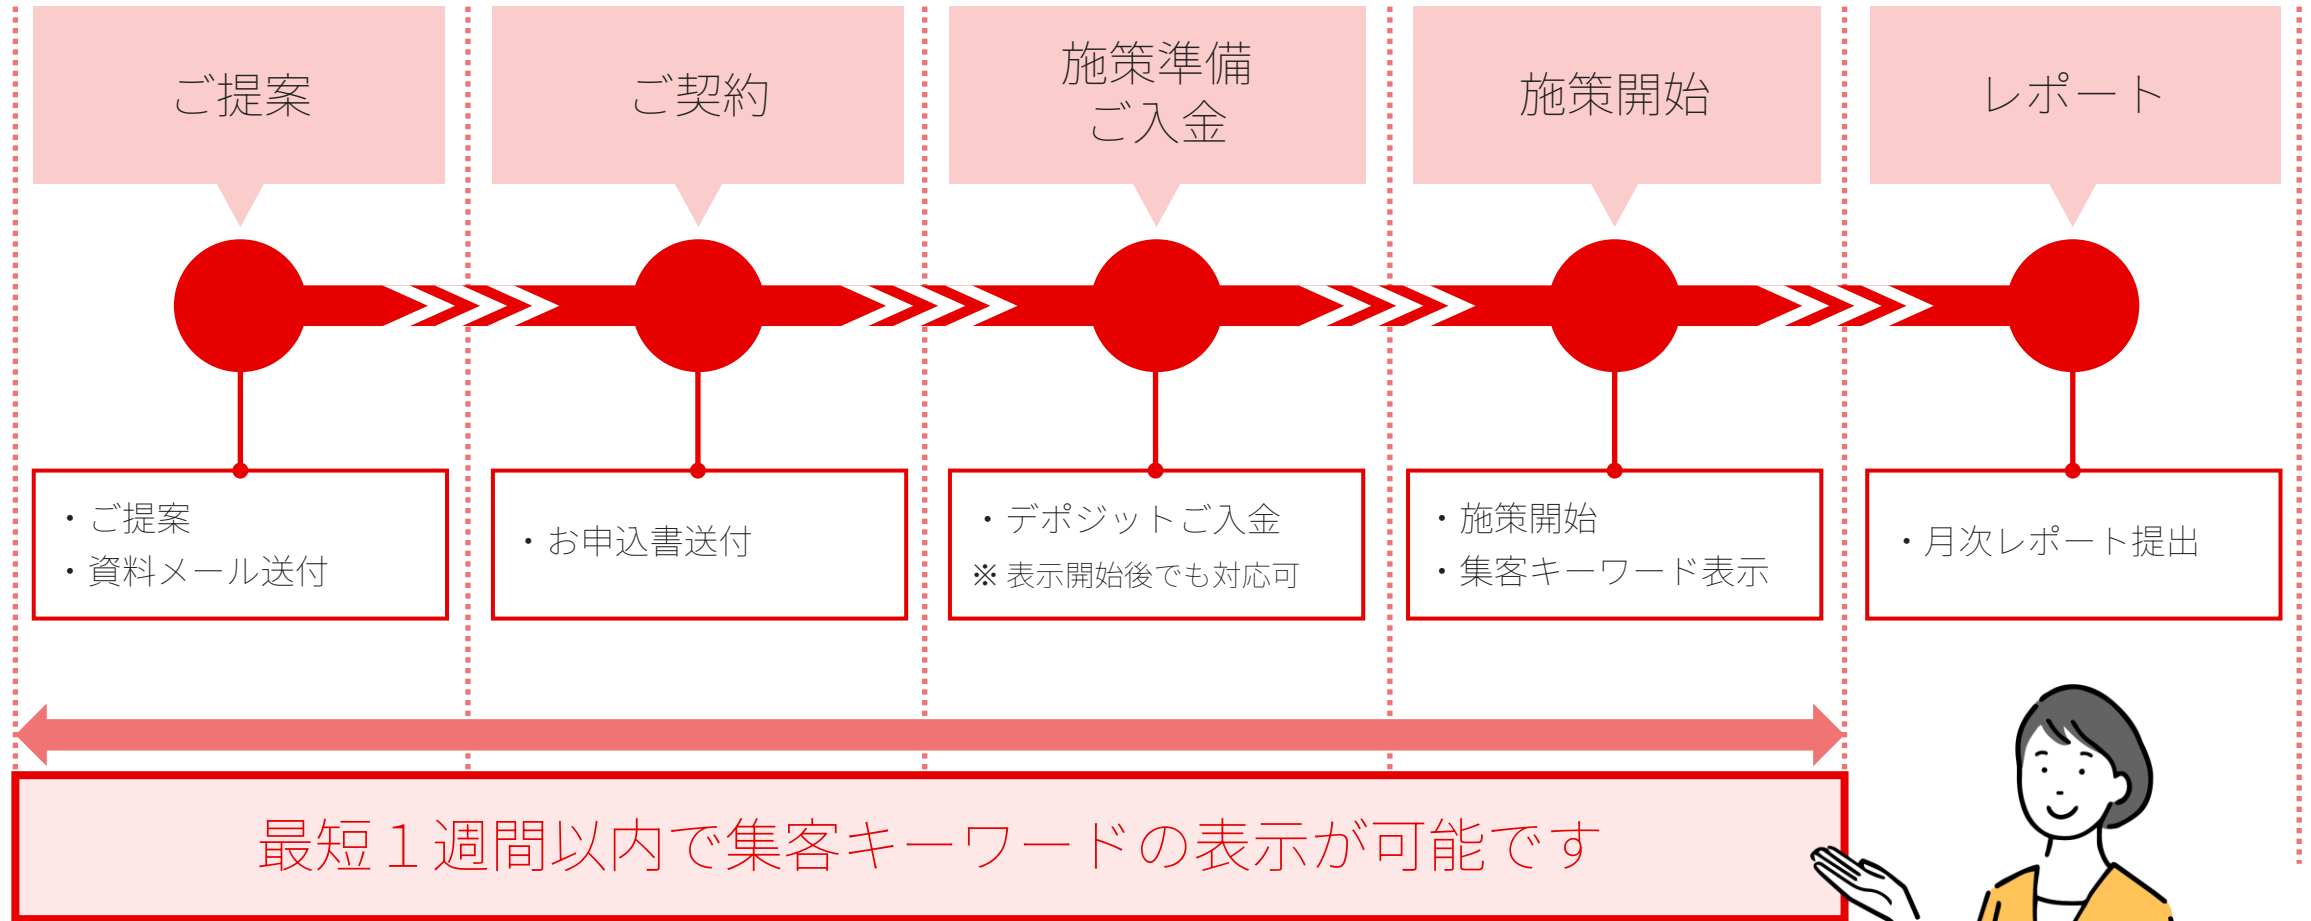 ご提案
ご契約
施策準備
ご入金
施策開始
レポート
・ご提案
・資料メール送付
・お申込書送付
・デポジットご入金
※ 表示開始後でも対応可
・施策開始
・集客キーワード表示
・月次レポート提出
最短１週間以内で集客キーワードの表示が可能です